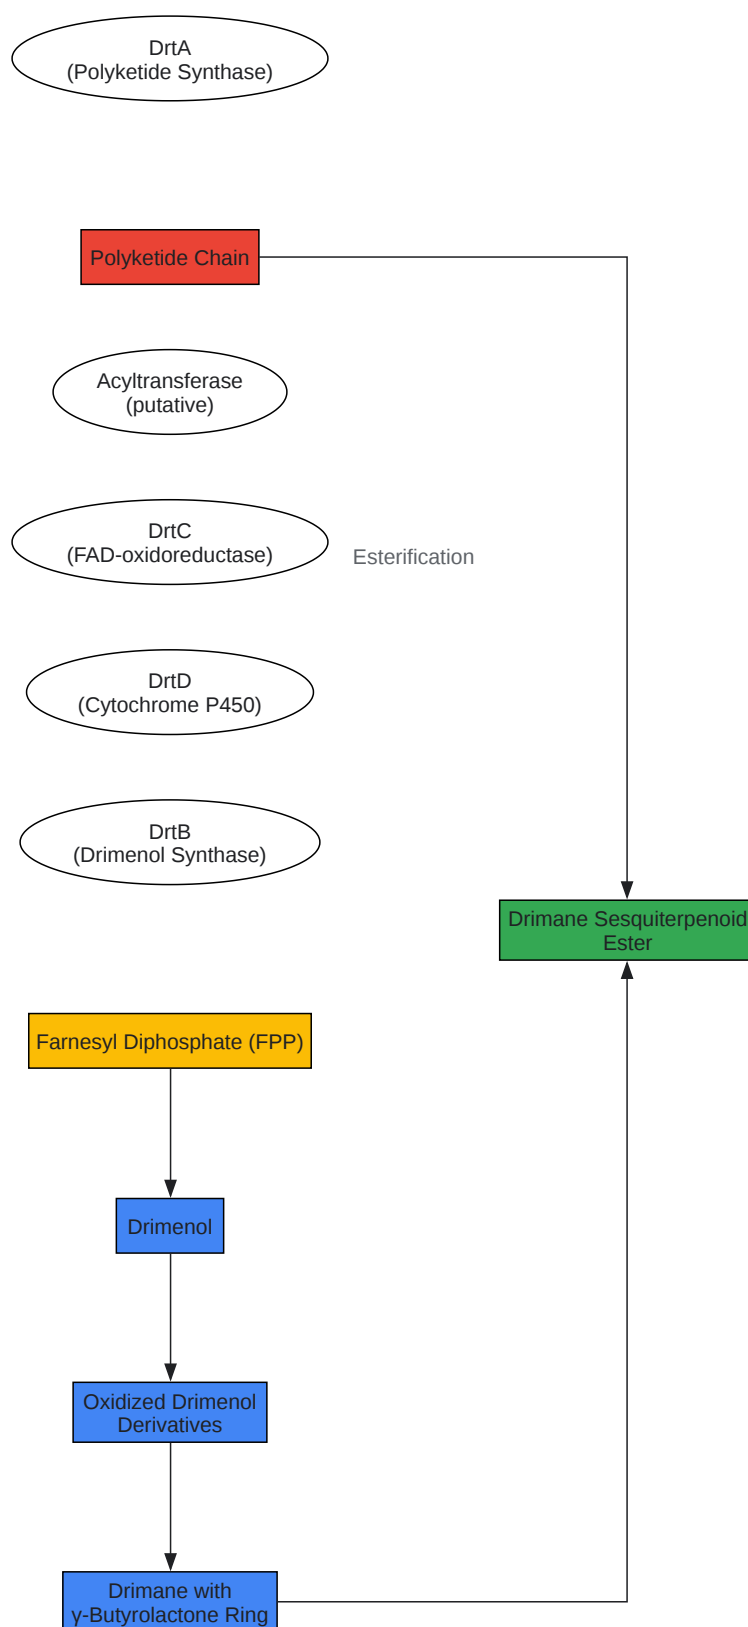 DrtA
(Polyketide Synthase)
Polyketide Chain
Acyltransferase
(putative)
DrtC
(FAD-oxidoreductase)
Esterification
DrtD
(Cytochrome P450)
DrtB
(Drimenol Synthase)
Drimane Sesquiterpenoid
Ester
Farnesyl Diphosphate (FPP)
Drimenol
Oxidized Drimenol
Derivatives
Drimane with
γ-Butyrolactone Ring